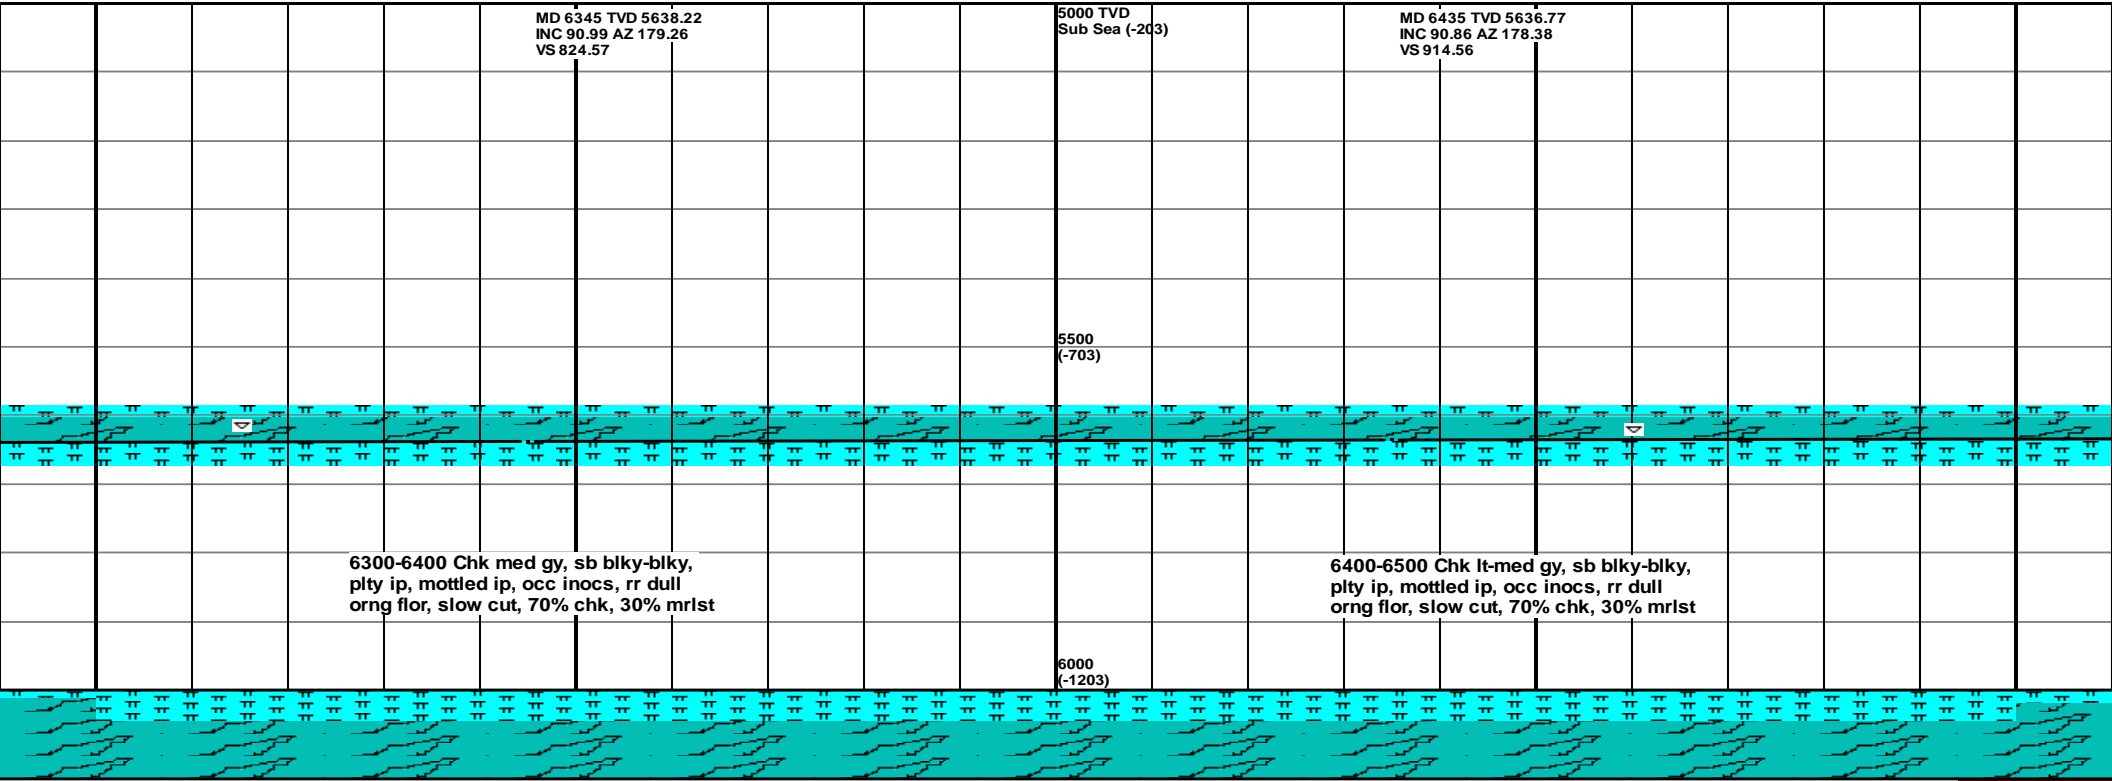 MD 6345 TVD 5638.22
INC 90.99 AZ 179.26
VS 824.57
5000 TVD
Sub Sea (-203)
MD 6435 TVD 5636.77
INC 90.86 AZ 178.38
VS 914.56
5500
(-703)
6300-6400 Chk med gy, sb blky-blky,
plty ip, mottled ip, occ inocs, rr dull
orng flor, slow cut, 70% chk, 30% mrlst
6400-6500 Chk lt-med gy, sb blky-blky,
plty ip, mottled ip, occ inocs, rr dull
orng flor, slow cut, 70% chk, 30% mrlst
6000
(-1203)